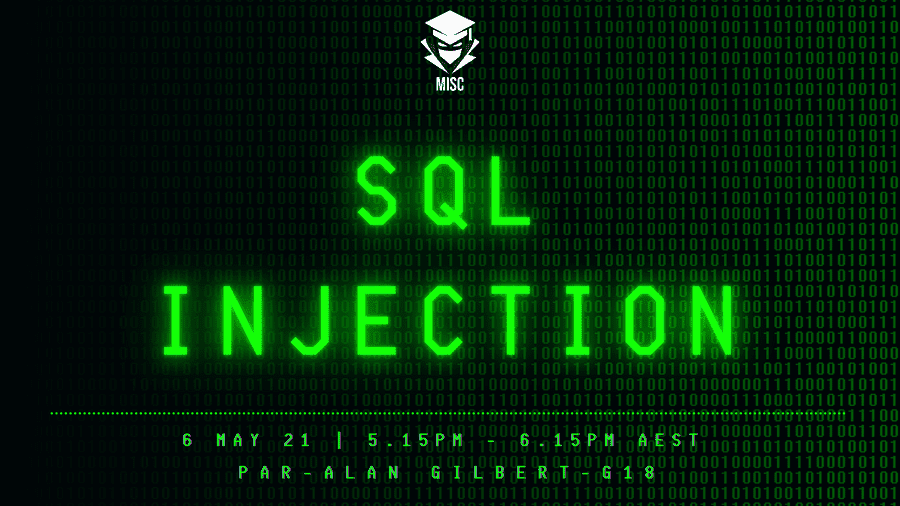 MISC
SQL
INJECTION
6 MAY 21 | 5.15PM - 6.15PM AEST
PAR-ALAN GILBERT-G18